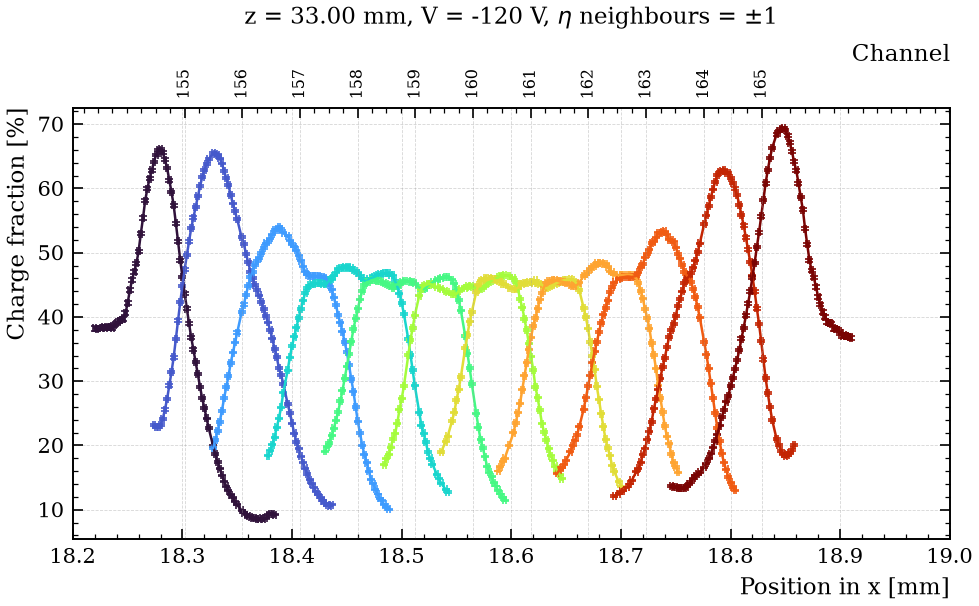 z = 33.00 mm, V = -120 V, η neighbours = ±1
Channel
155 156 157 158 159 160 161 162 163 164 165
Charge fraction [%]
70
60
50
40
30
20
10
18.2 18.3 18.4 18.5 18.6 18.7 18.8 18.9 19.0
Position in x [mm]